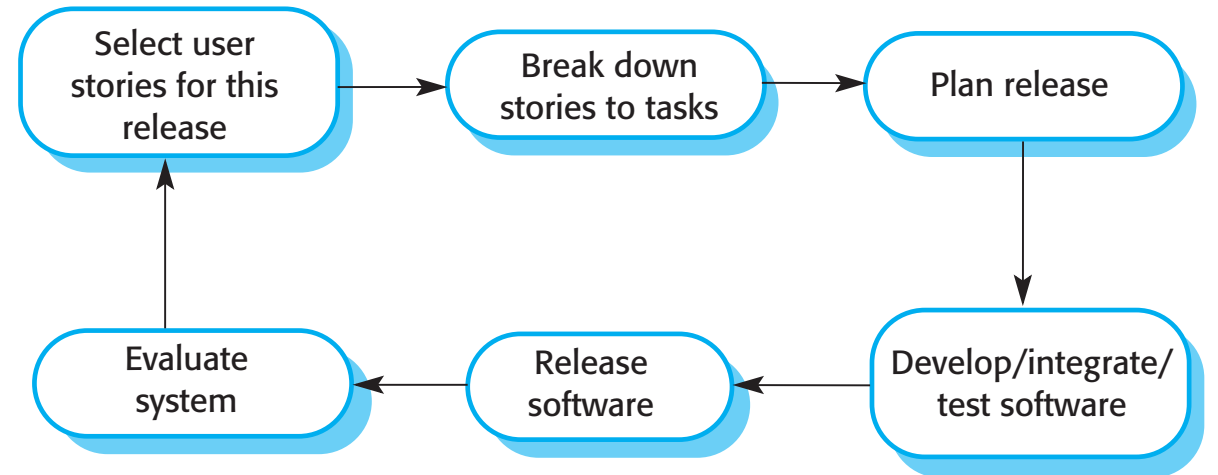 Select user
stories for this
release
Break down
stories to tasks
Plan release
Evaluate
system
Release
software
Develop/integrate/
test software